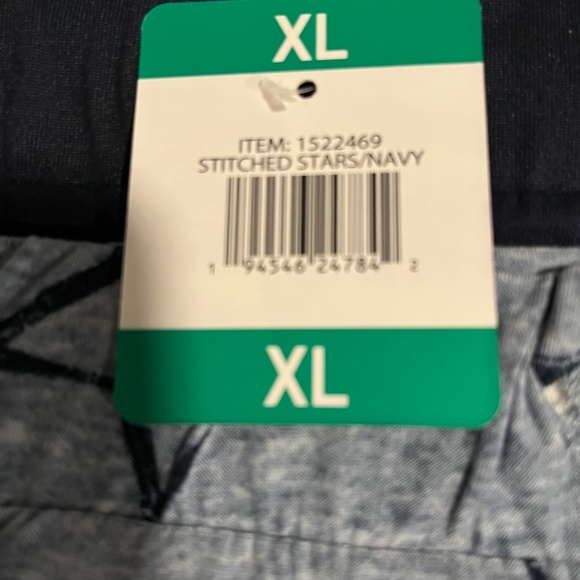 XL
ITEM: 1522469
STITCHED STARS/NAVY
1 94546 24784 2
XL